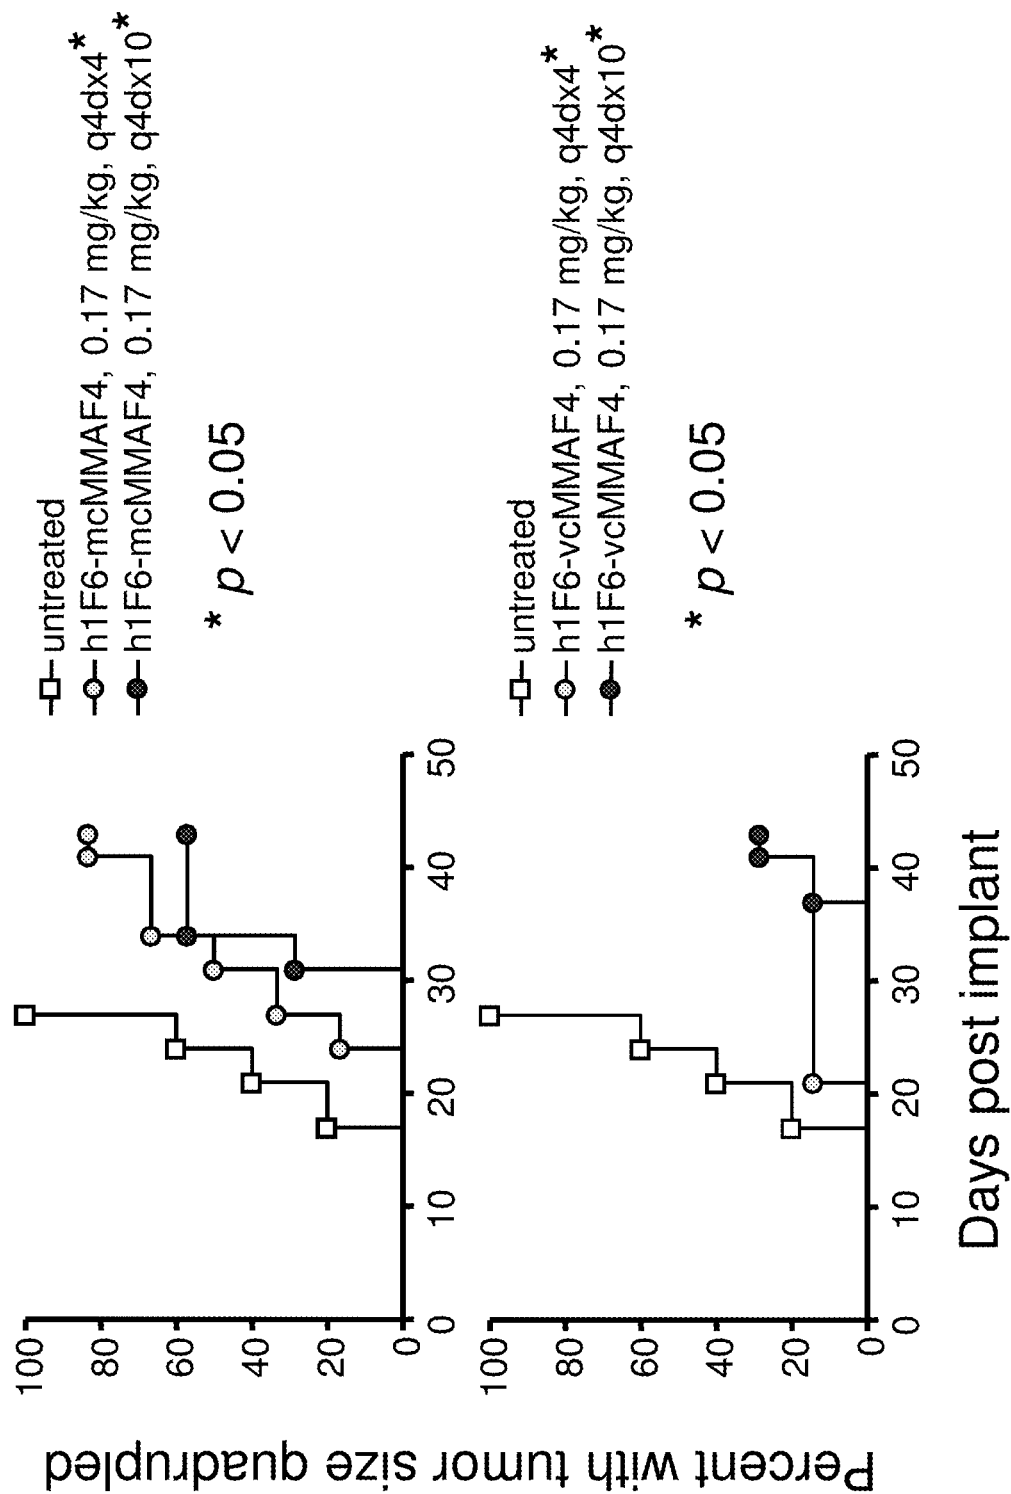 Percent with tumor size quadrupled
100
80
60
40
20
0
0
10
20
30
40
50
untreated
h1F6-mcMMAF4, 0.17 mg/kg, q4dx4*
h1F6-mcMMAF4, 0.17 mg/kg, q4dx10*
* p < 0.05
100
80
60
40
20
0
0
10
20
30
40
50
untreated
h1F6-vcMMAF4, 0.17 mg/kg, q4dx4*
h1F6-vcMMAF4, 0.17 mg/kg, q4dx10*
* p < 0.05
Days post implant